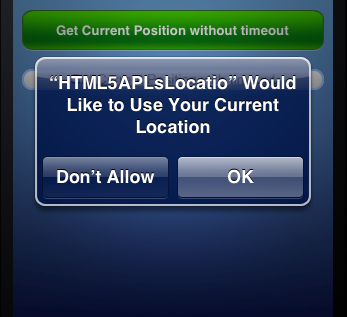 Get Current Position without timeout
“HTML5APLsLocatio” Would
Like to Use Your Current
Location
Don’t Allow
OK